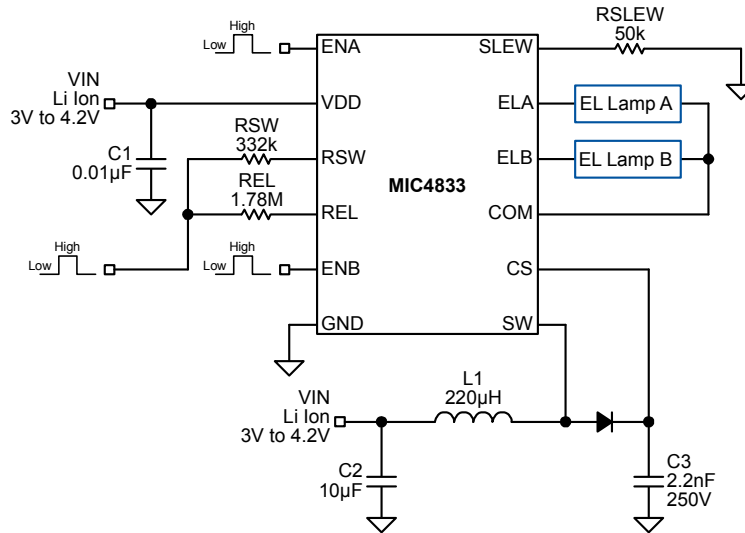 High
Low
ENA
SLEW
RSLEW
50k
VIN
Li Ion
3V to 4.2V
VDD
ELA
EL Lamp A
C1
0.01µF
RSW
332k
RSW
ELB
EL Lamp B
MIC4833
REL
1.78M
REL
COM
High
Low
High
Low
ENB
CS
GND
SW
VIN
Li Ion
3V to 4.2V
L1
220µH
C2
10µF
C3
2.2nF
250V